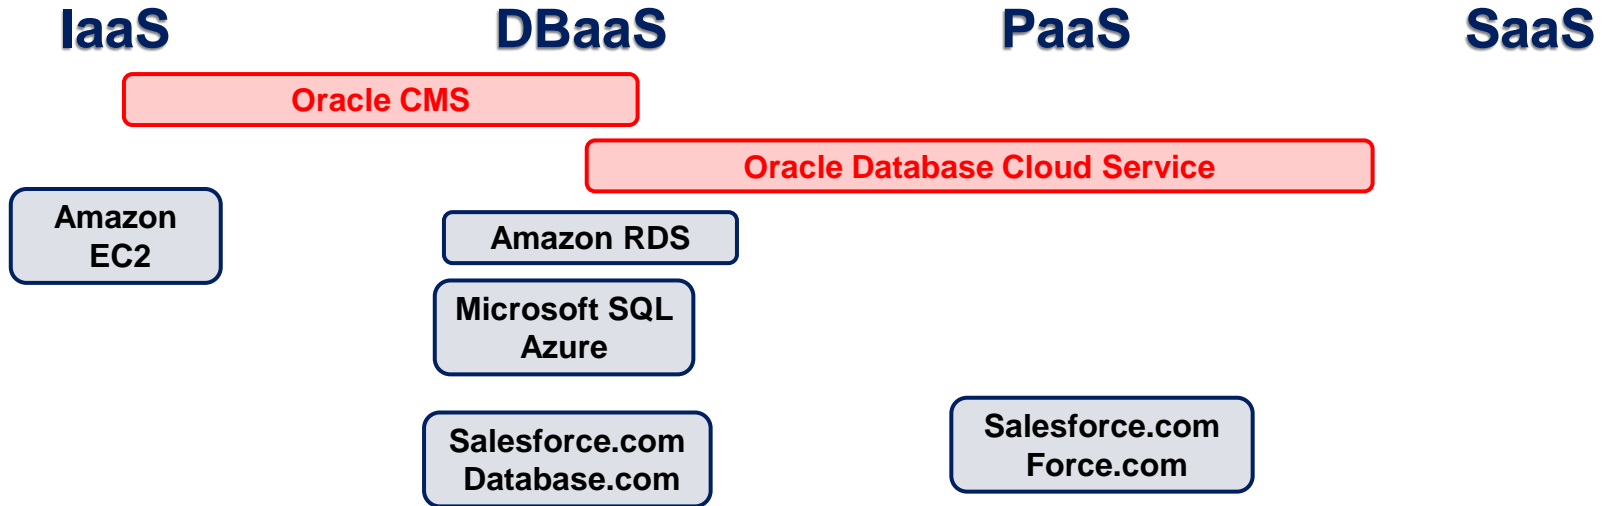 IaaS DBaaS PaaS SaaS
Oracle CMS
Oracle Database Cloud Service
Amazon
EC2
Amazon RDS
Microsoft SQL
Azure
Salesforce.com
Database.com
Salesforce.com
Force.com